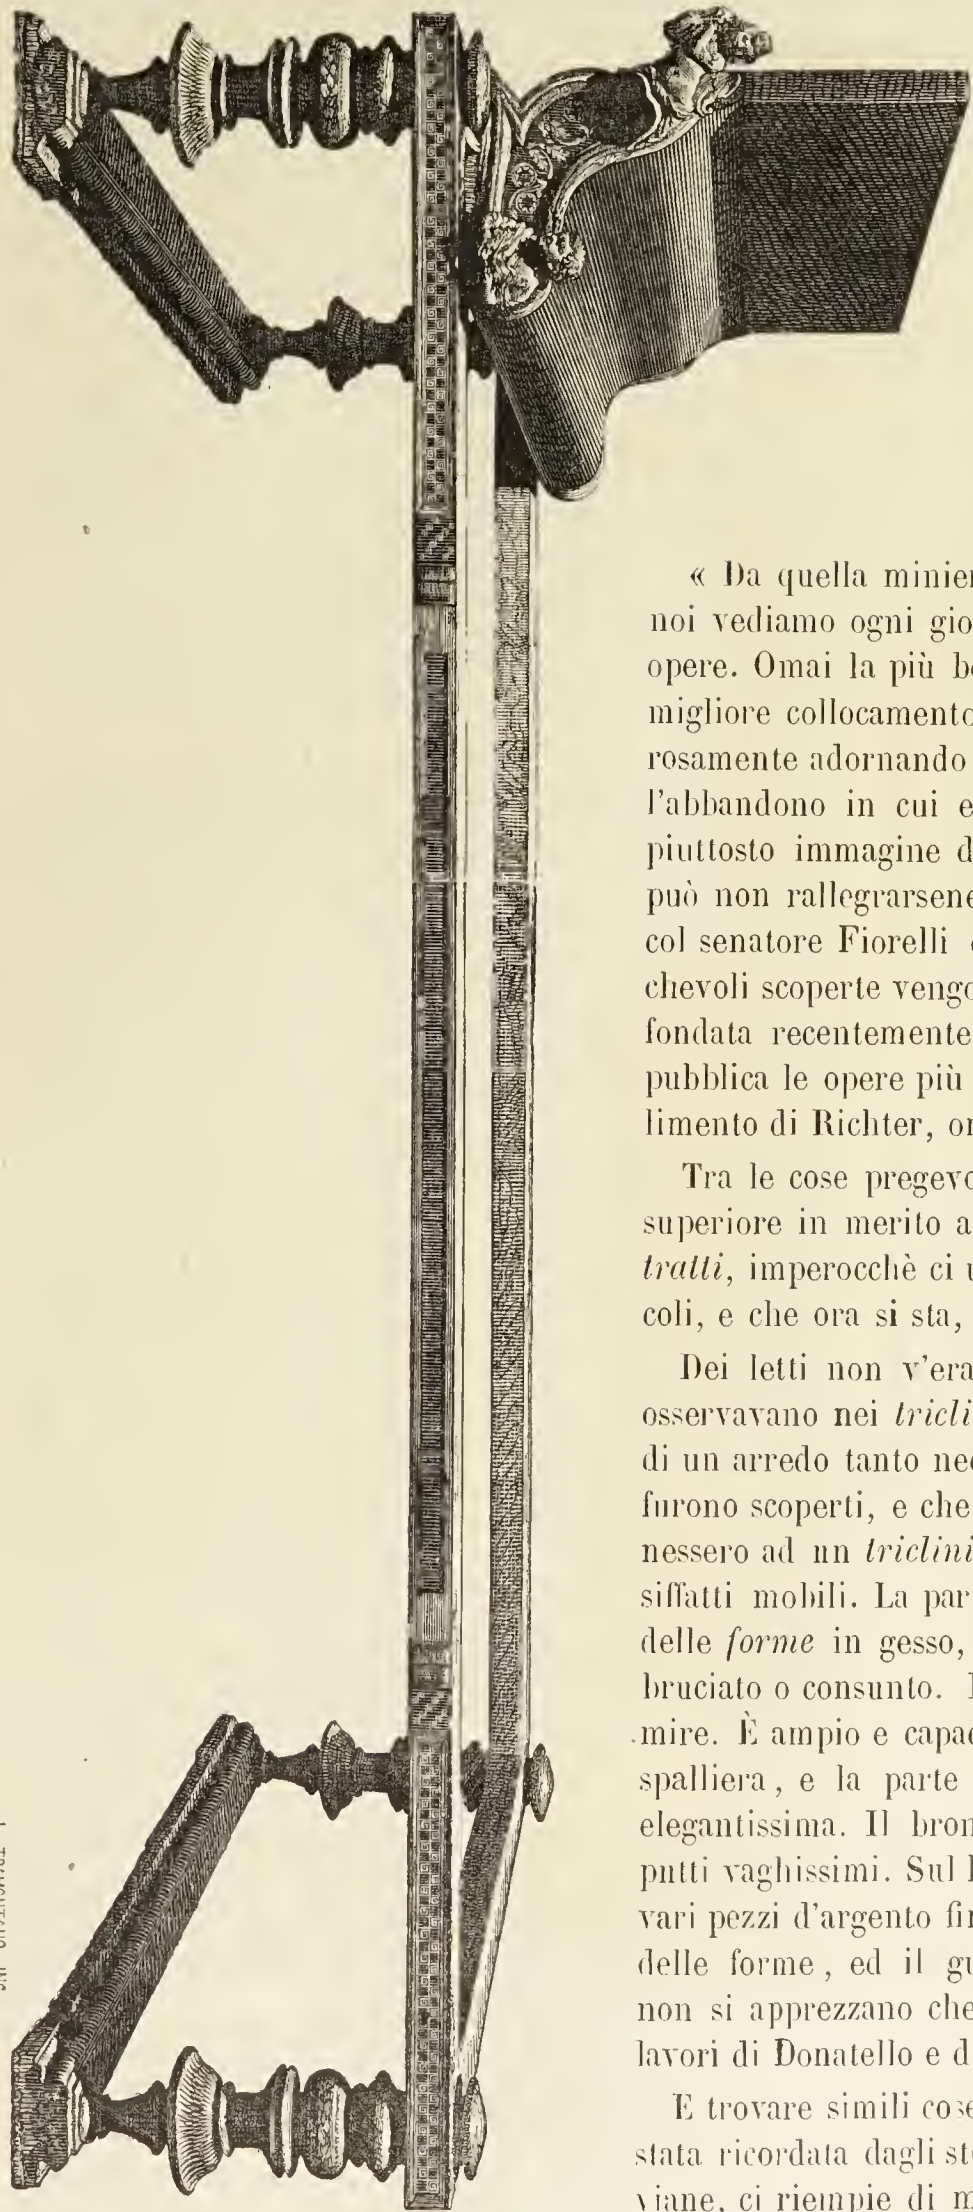 « Da quella minier
noi vediamo ogni gio
opere. Omai la più be
migliore collocamento
rosamente adornando
l'abbandono in cui e
piuttosto immagine d
può non rallegrarsene
col senatore Fiorelli
chevoli scoperte vengo
fondata recentemente
pubblica le opere più
limento di Richter, or
Tra le cose pregevo
superiore in merito a
tratti, imperocchè ci
coli, e che ora si sta,
Dei letti non v'era
osservavano nei tricli
di un arredo tanto nec
furono scoperti, e che
nessero ad un triclini
siffatti mobili. La par
delle forme in gesso,
bruciato o consunto.
mire. È ampio e capac
spalliera, e la parte
elegantissima. Il bron
putti vaghissimi. Sul
vari pezzi d'argento fin
delle forme, ed il gu
non si apprezzano che
lavori di Donatello e d
E trovare simili cose
stata ricordata dagli sto
viane, ci riempie di m